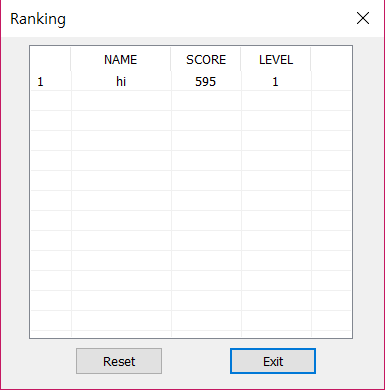 Ranking
NAME SCORE LEVEL
1 hi 595 1
Reset Exit